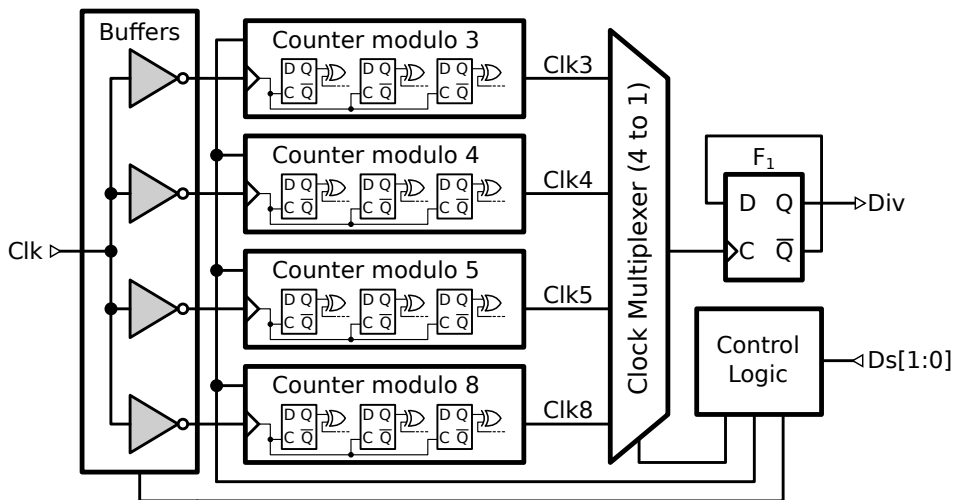 Buffers
Clk
Counter modulo 3
D Q D Q D Q
C Q C Q C Q
Clk3
Counter modulo 4
D Q D Q D Q
C Q C Q C Q
Clk4
Counter modulo 5
D Q D Q D Q
C Q C Q C Q
Clk5
Counter modulo 8
D Q D Q D Q
C Q C Q C Q
Clk8
Clock Multiplexer (4 to 1)
F1
D Q
C Q
Div
Control
Logic
Ds[1:0]